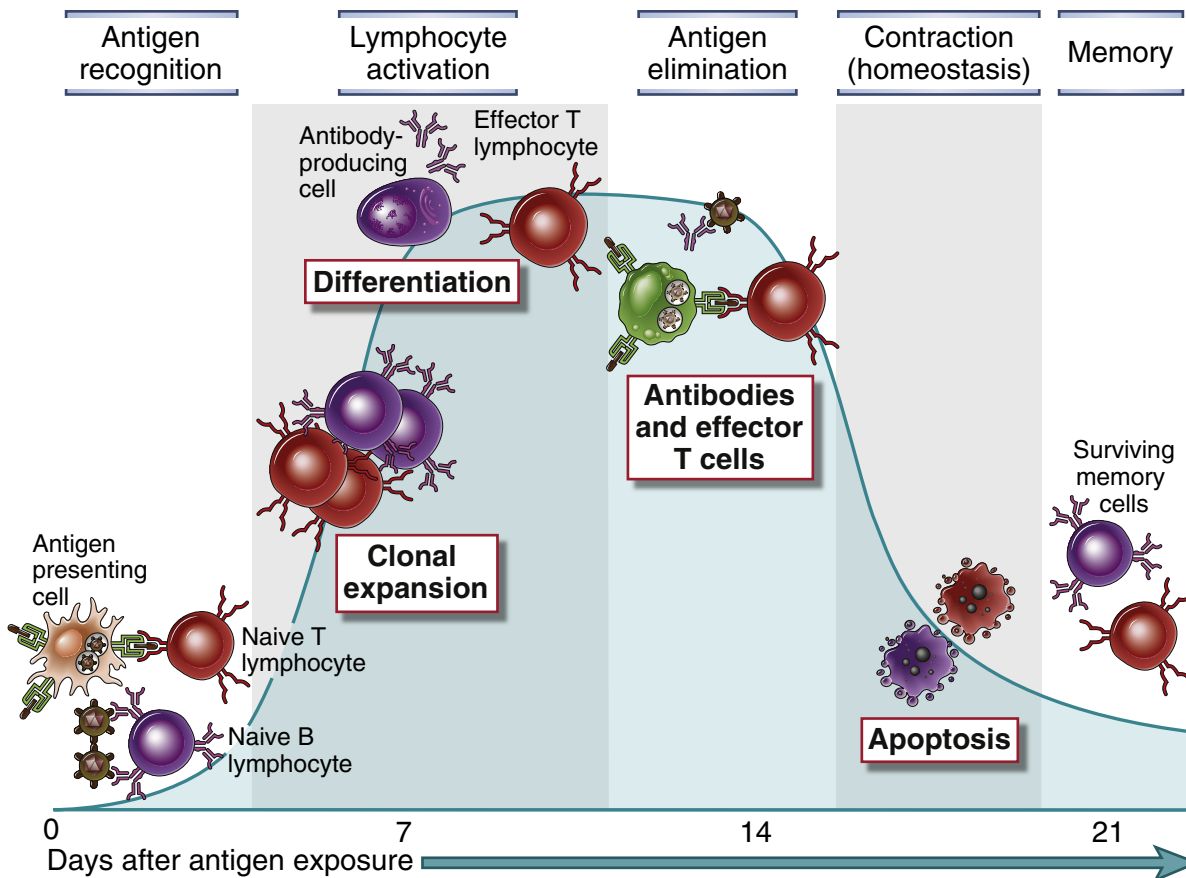 Antigen
recognition
Lymphocyte
activation
Antigen
elimination
Contraction
(homeostasis)
Memory
Antibody-
producing
cell
Effector T
lymphocyte
Differentiation
Clonal
expansion
Antibodies
and effector
T cells
Surviving
memory
cells
Antigen
presenting
cell
Naive T
lymphocyte
Naive B
lymphocyte
Apoptosis
0
7
14
21
Days after antigen exposure